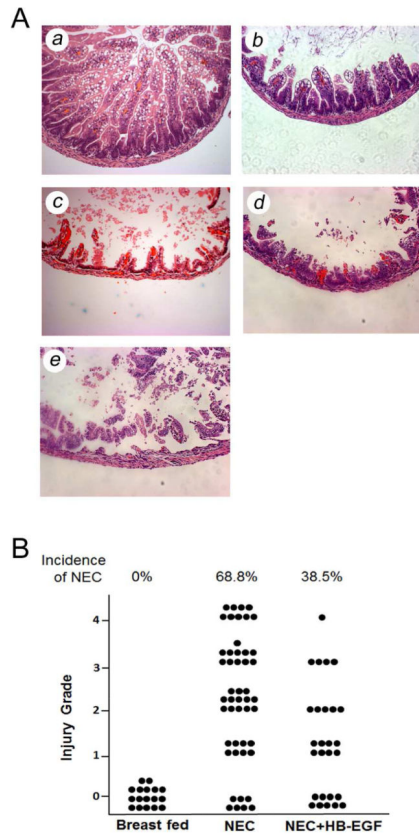 A
a
b
c
d
e
B
Incidence
of NEC 0% 68.8% 38.5%
Injury Grade
4
3
2
1
0
Breast fed NEC NEC+HB-EGF